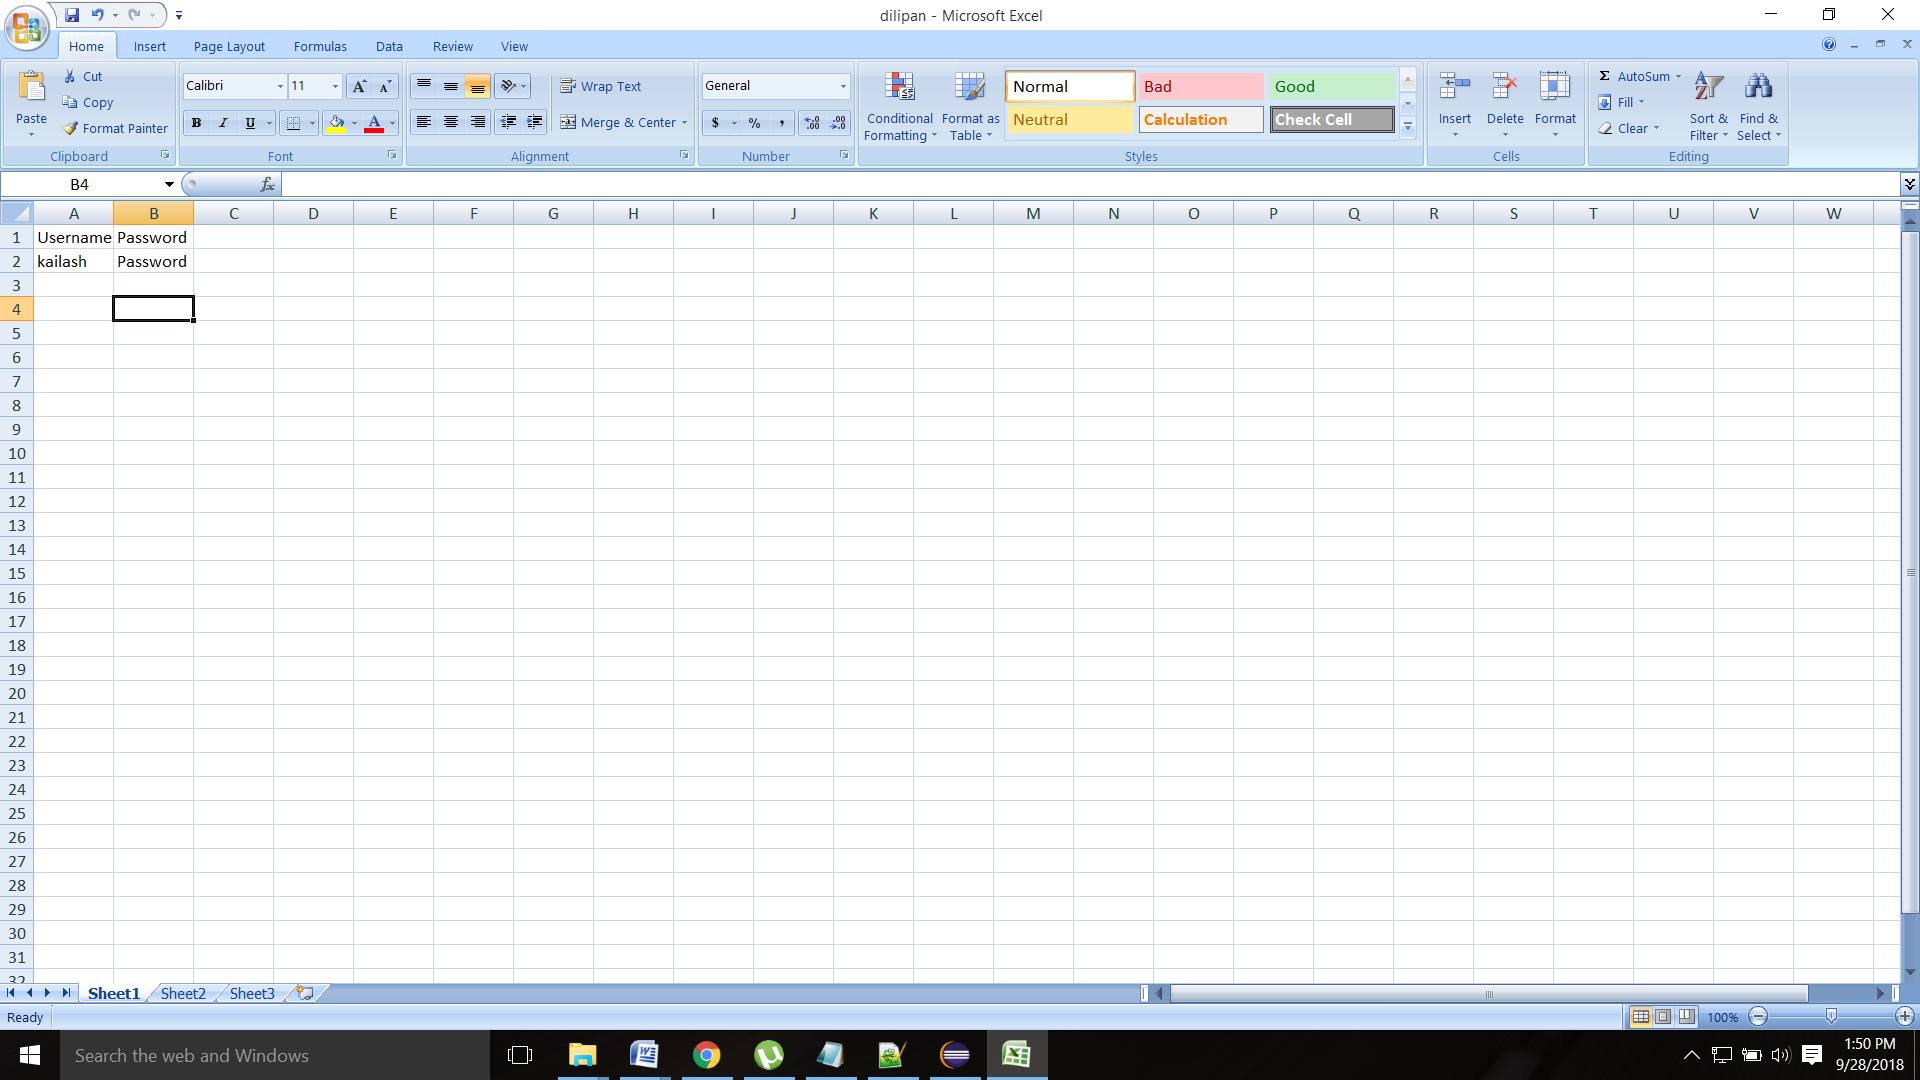 dilipan - Microsoft Excel
Home Insert Page Layout Formulas Data Review View
Paste
Cut
Copy
Format Painter
Clipboard
Calibri 11
B I U
Font
Wrap Text
Merge & Center
Alignment
General
$ % ,
Number
Conditional Formatting
Format as Table
Normal Bad Good
Neutral Calculation Check Cell
Styles
Insert Delete Format
Cells
Σ AutoSum
Fill
Clear
Sort & Filter
Find & Select
Editing
B4 fx
A B C D E F G H I J K L M N O P Q R S T U V W
1 Username Password
2 kailash Password
3
4
5
6
7
8
9
10
11
12
13
14
15
16
17
18
19
20
21
22
23
24
25
26
27
28
29
30
31
32
Sheet1 Sheet2 Sheet3
Ready 100%
Search the web and Windows
1:50 PM
9/28/2018